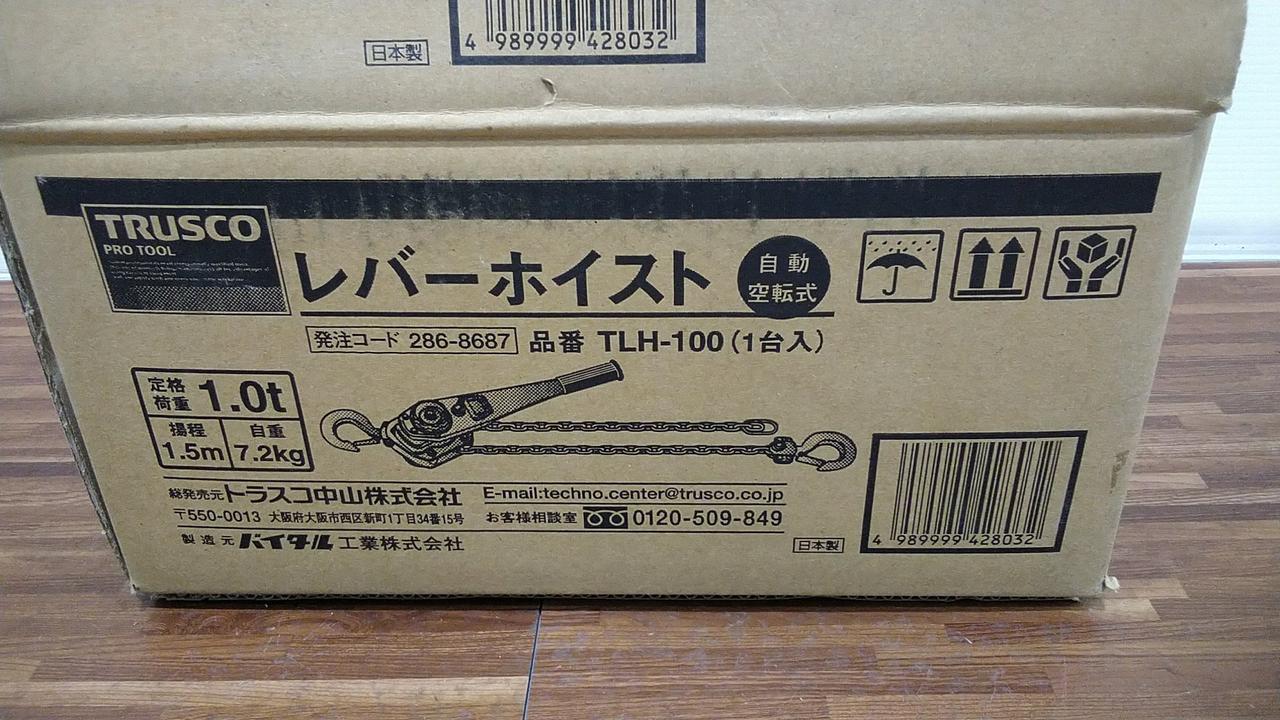 日本製
4 989999 428032
TRUSCO
PRO TOOL
レバーホイスト
自動
空転式
発注コード 286-8687
品番 TLH-100 (1台入)
定格
荷重 1.0t
揚程 自重
1.5m 7.2kg
総発売元 トラスコ中山株式会社 E-mail:techno.center@trusco.co.jp
〒550-0013 大阪府大阪市西区新町1丁目34番15号 お客様相談室 0120-509-849
製造元 バイタル工業株式会社
日本製
4 989999 428032